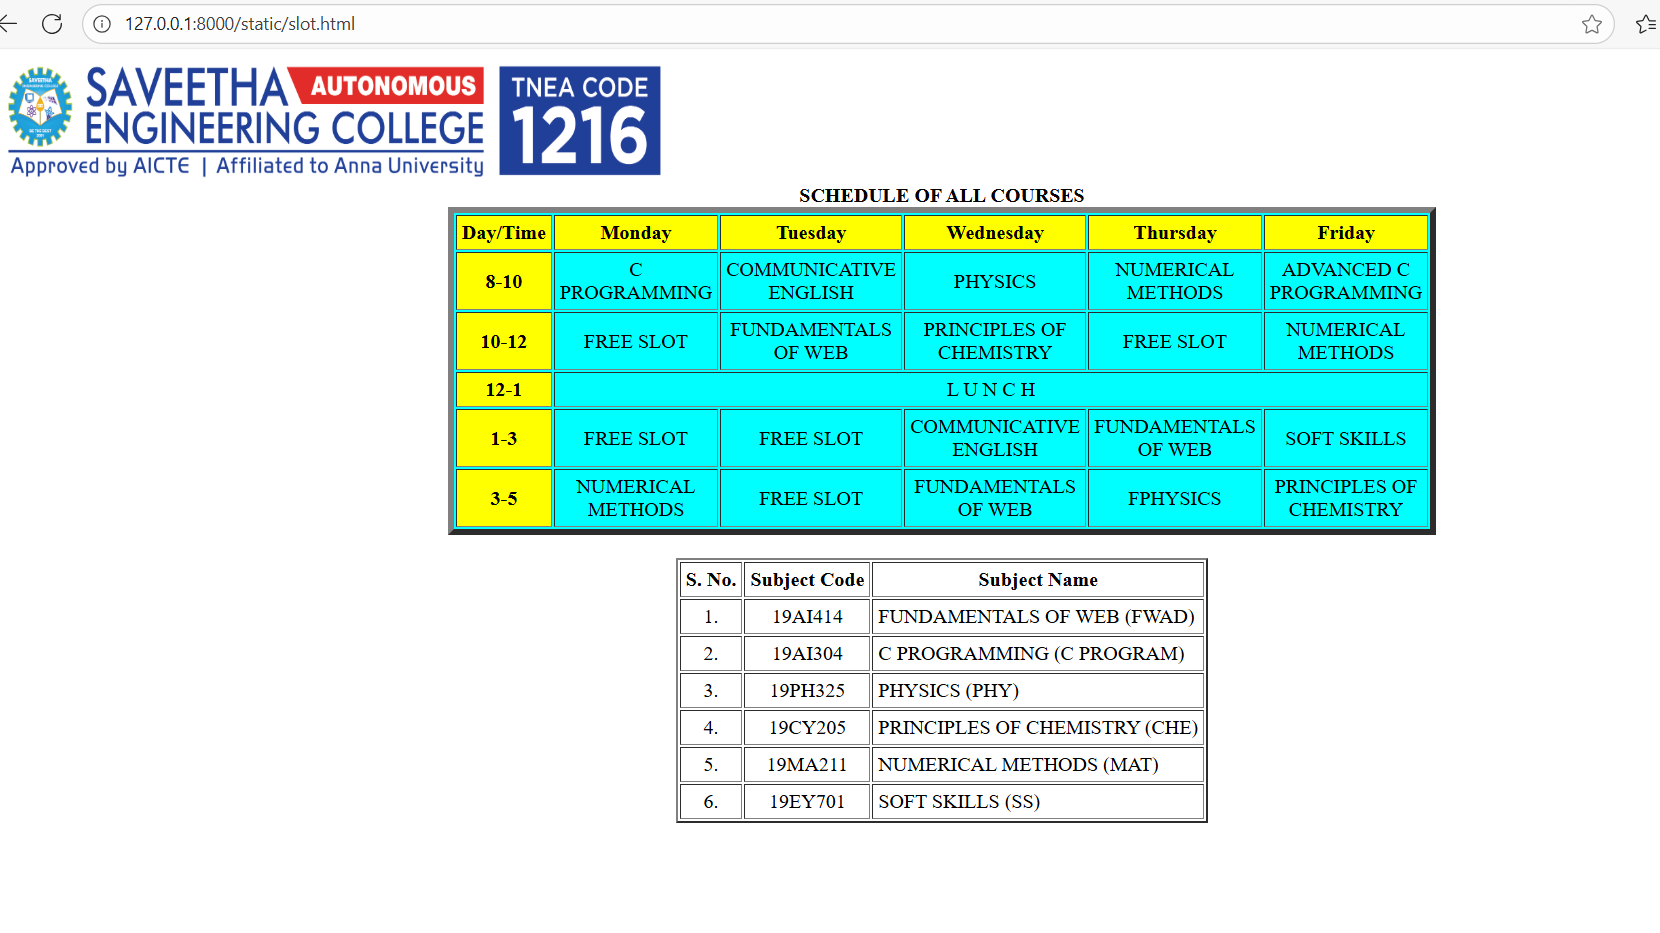 127.0.0.1:8000/static/slot.html
SAVEETHA AUTONOMOUS
ENGINEERING COLLEGE
Approved by AICTE | Affiliated to Anna University
TNEA CODE
1216
SCHEDULE OF ALL COURSES
Day/Time Monday Tuesday Wednesday Thursday Friday
8-10 C PROGRAMMING COMMUNICATIVE ENGLISH PHYSICS NUMERICAL METHODS ADVANCED C PROGRAMMING
10-12 FREE SLOT FUNDAMENTALS OF WEB PRINCIPLES OF CHEMISTRY FREE SLOT NUMERICAL METHODS
12-1 L U N C H
1-3 FREE SLOT FREE SLOT COMMUNICATIVE ENGLISH FUNDAMENTALS OF WEB SOFT SKILLS
3-5 NUMERICAL METHODS FREE SLOT FUNDAMENTALS OF WEB FPHYSICS PRINCIPLES OF CHEMISTRY
S. No. Subject Code Subject Name
1. 19AI414 FUNDAMENTALS OF WEB (FWAD)
2. 19AI304 C PROGRAMMING (C PROGRAM)
3. 19PH325 PHYSICS (PHY)
4. 19CY205 PRINCIPLES OF CHEMISTRY (CHE)
5. 19MA211 NUMERICAL METHODS (MAT)
6. 19EY701 SOFT SKILLS (SS)